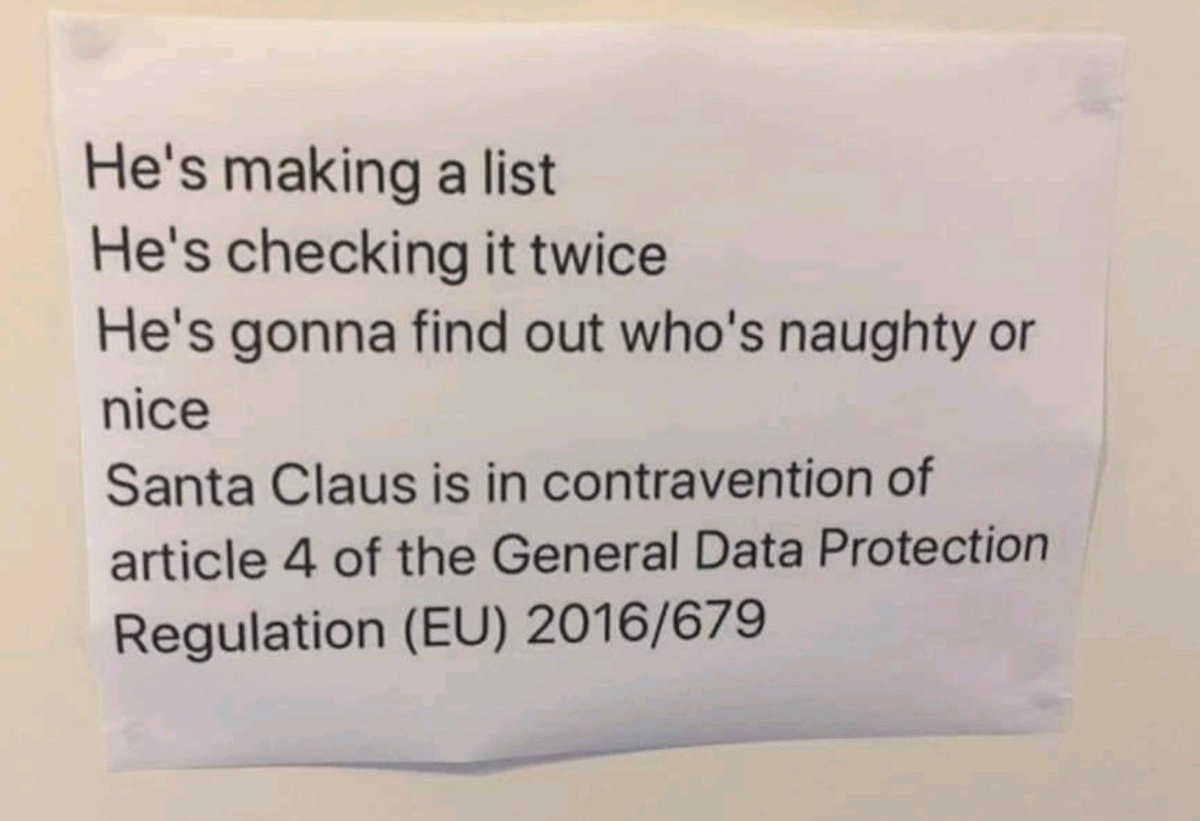 He's making a list
He's checking it twice
He's gonna find out who's naughty or
nice
Santa Claus is in contravention of
article 4 of the General Data Protection
Regulation (EU) 2016/679